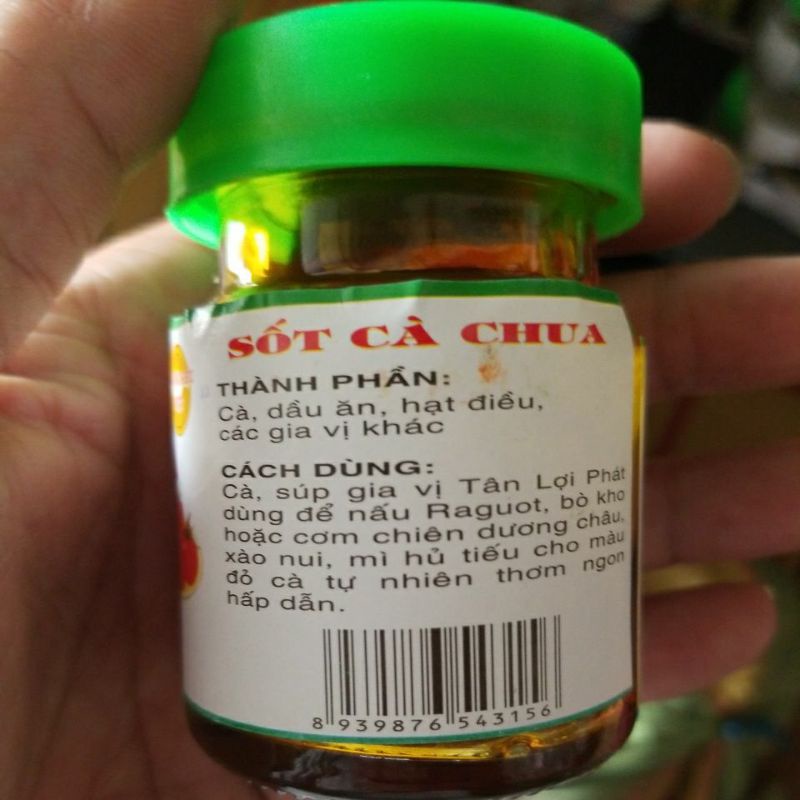 SỐT CÀ CHUA
THÀNH PHẦN:
Cà, dầu ăn, hạt điều,
các gia vị khác
CÁCH DÙNG:
Cà, súp gia vị Tân Lợi Phát
dùng để nấu Raguot, bò kho
hoặc cơm chiên dương châu,
xào nui, mì hủ tiếu cho màu
đỏ cà tự nhiên thơm ngon
hấp dẫn.
8 939876 543156